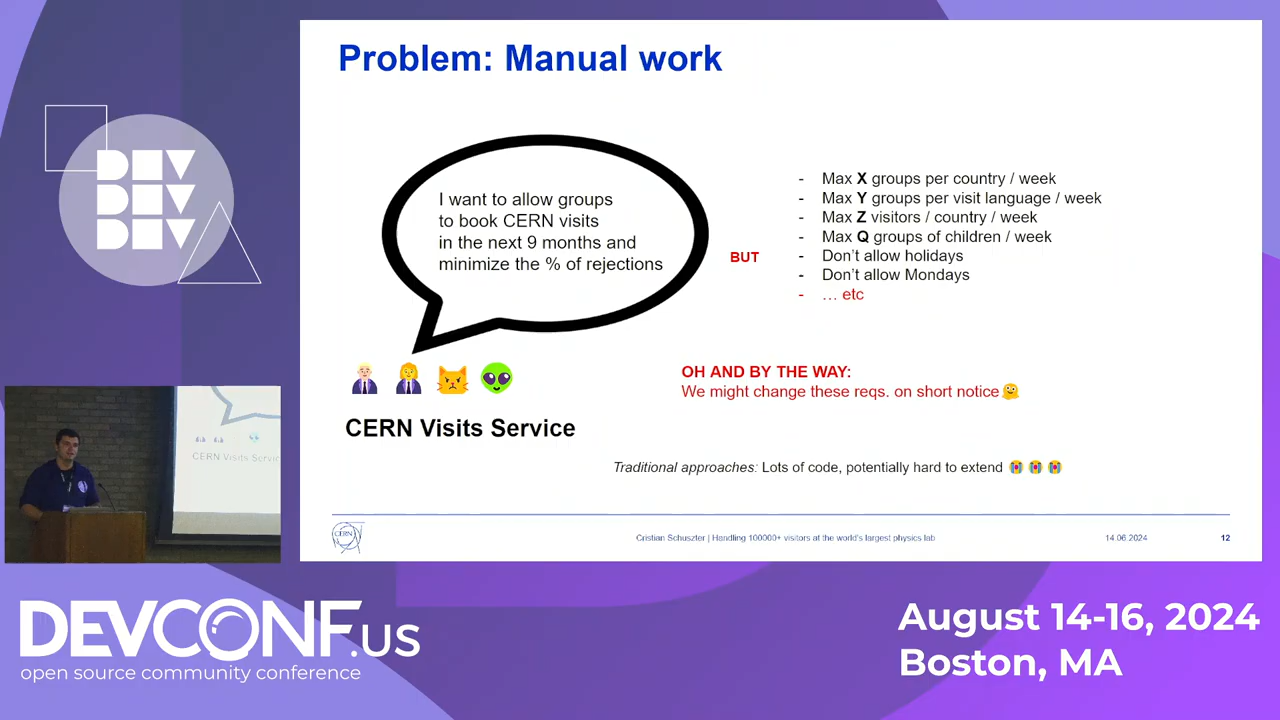 Problem: Manual work
I want to allow groups
to book CERN visits
in the next 9 months and
minimize the % of rejections
BUT
- Max X groups per country / week
- Max Y groups per visit language / week
- Max Z visitors / country / week
- Max Q groups of children / week
- Don't allow holidays
- Don't allow Mondays
- … etc
OH AND BY THE WAY:
We might change these reqs. on short notice
CERN Visits Service
Traditional approaches: Lots of code, potentially hard to extend
CERN
Cristian Schuszter | Handling 100000+ visitors at the world's largest physics lab
14.06.2024
12
DEV
DEV
DEV
CERN Visits Servic
DEVCONF.US
open source community conference
August 14-16, 2024
Boston, MA